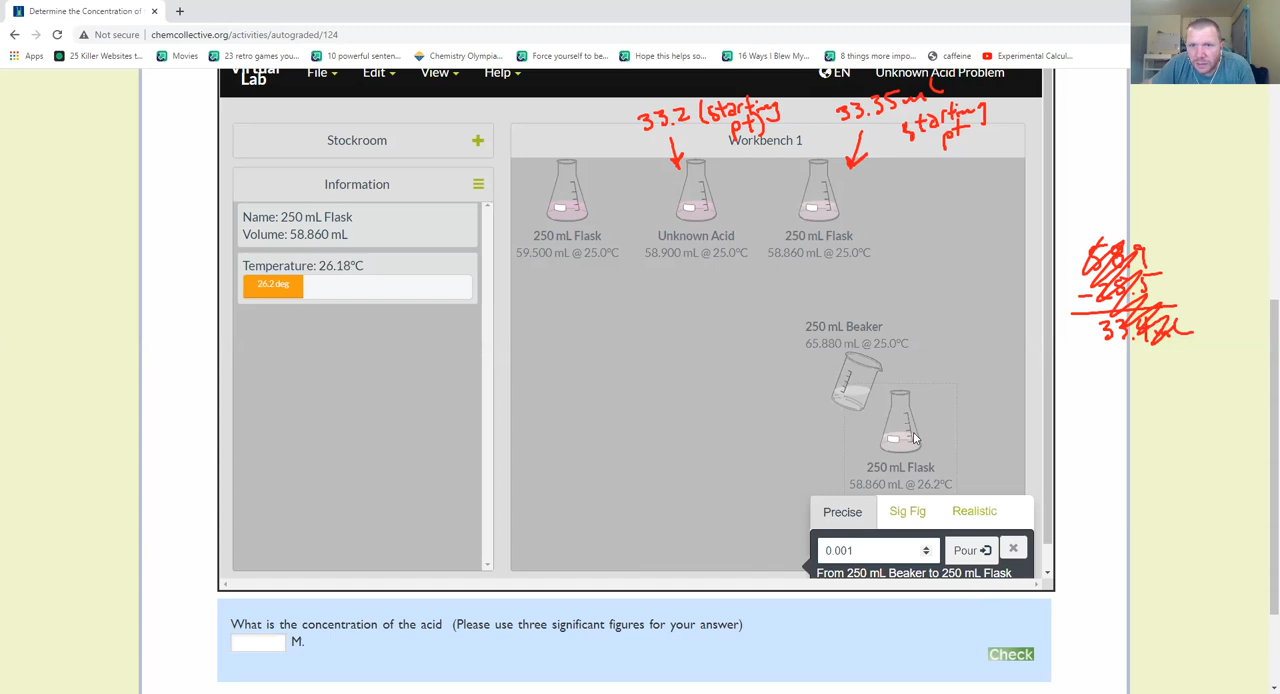 Determine the Concentration of
Not secure | chemcollective.org/activities/autograded/124
Apps 25 Killer Websites t... Movies 23 retro games you... 10 powerful senten... Chemistry Olympia... Force yourself to be... Hope this helps so... 16 Ways I Blew My... 8 things more impo... caffeine Experimental Calcul...
Virtual
Lab
File Edit View Help EN Unknown Acid Problem
33.2 (starting
pt)
33.35 mL
starting
pt
Stockroom
Workbench 1
Information
Name: 250 mL Flask
Volume: 58.860 mL
Temperature: 26.18°C
26.2 deg
250 mL Flask
59.500 mL @ 25.0°C
Unknown Acid
58.900 mL @ 25.0°C
250 mL Flask
58.860 mL @ 25.0°C
250 mL Beaker
65.880 mL @ 25.0°C
250 mL Flask
58.860 mL @ 26.2°C
Precise Sig Fig Realistic
0.001 Pour
From 250 mL Beaker to 250 mL Flask
What is the concentration of the acid (Please use three significant figures for your answer)
M.
Check